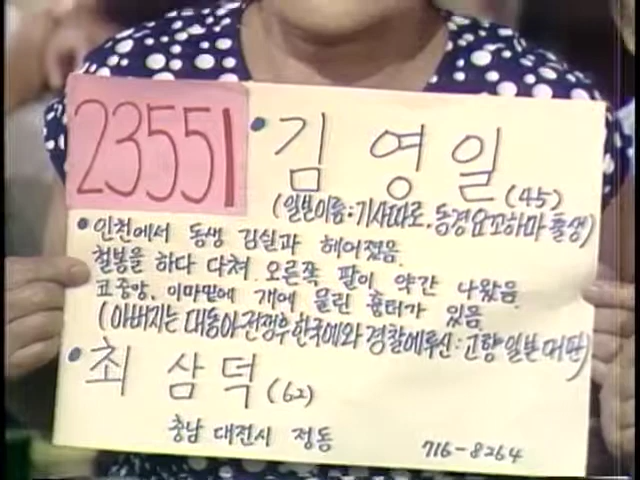 23551
• 김영일 (45)
(일본이름: 기사따로, 동경요꼬하마 출생)
• 인천에서 동생 김실과 헤어졌음.
철봉을 하다 다쳐 오른쪽 팔이 약간 나왔음.
코 중앙, 이마밑에 개에 물린 흉터가 있음.
(아버지는 대동아전쟁후 한국에와 경찰에투신: 고향 일본
• 최삼덕 (62)
충남 대전시 정동
716-8264